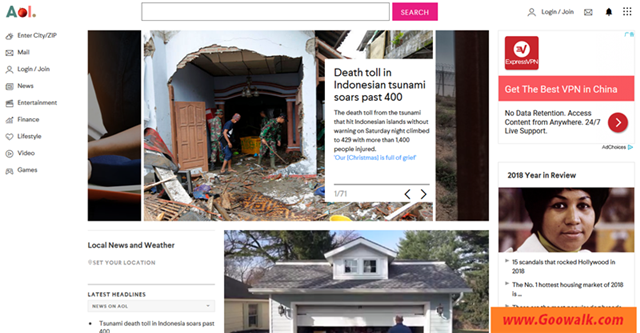 Aol.
SEARCH
Login / Join
Enter City/ZIP
Mail
Login / Join
News
Entertainment
Finance
Lifestyle
Video
Games
Death toll in
Indonesian tsunami
soars past 400
The death toll from the tsunami
that hit Indonesian islands without
warning on Saturday night climbed
to 429 with more than 1,400
people injured.
'Our (Christmas) is full of grief'
1/71
Local News and Weather
SET YOUR LOCATION
LATEST HEADLINES
NEWS ON AOL
Tsunami death toll in Indonesia soars past
400
ExpressVPN
Get The Best VPN in China
No Data Retention. Access
Content from Anywhere. 24/7
Live Support.
AdChoices
2018 Year in Review
15 scandals that rocked Hollywood in
2018
The No. 1 hottest housing market of 2018
is ...
www.Goowalk.com